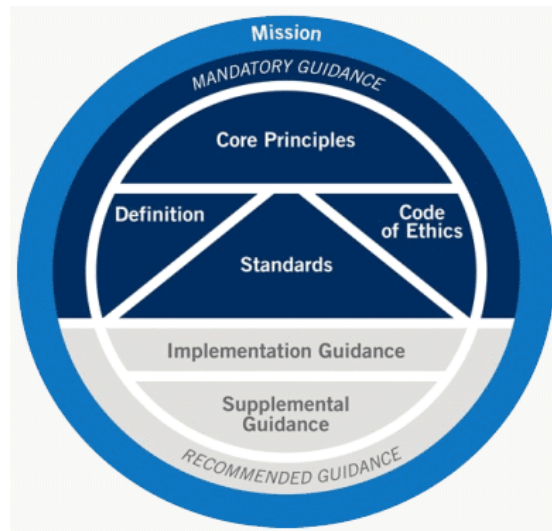 Mission
MANDATORY GUIDANCE
Core Principles
Definition
Code
of Ethics
Standards
Implementation Guidance
Supplemental
Guidance
RECOMMENDED GUIDANCE